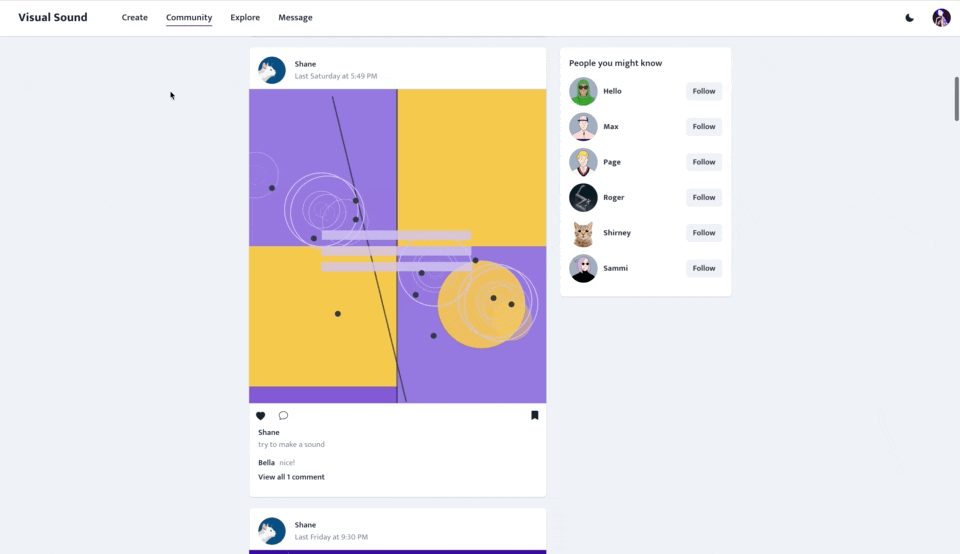 Visual Sound
Create
Community
Explore
Message
Shane
Last Saturday at 5:49 PM
Shane
try to make a sound
Bella nice!
View all 1 comment
Shane
Last Friday at 9:30 PM
People you might know
Hello Follow
Max Follow
Page Follow
Roger Follow
Shirney Follow
Sammi Follow